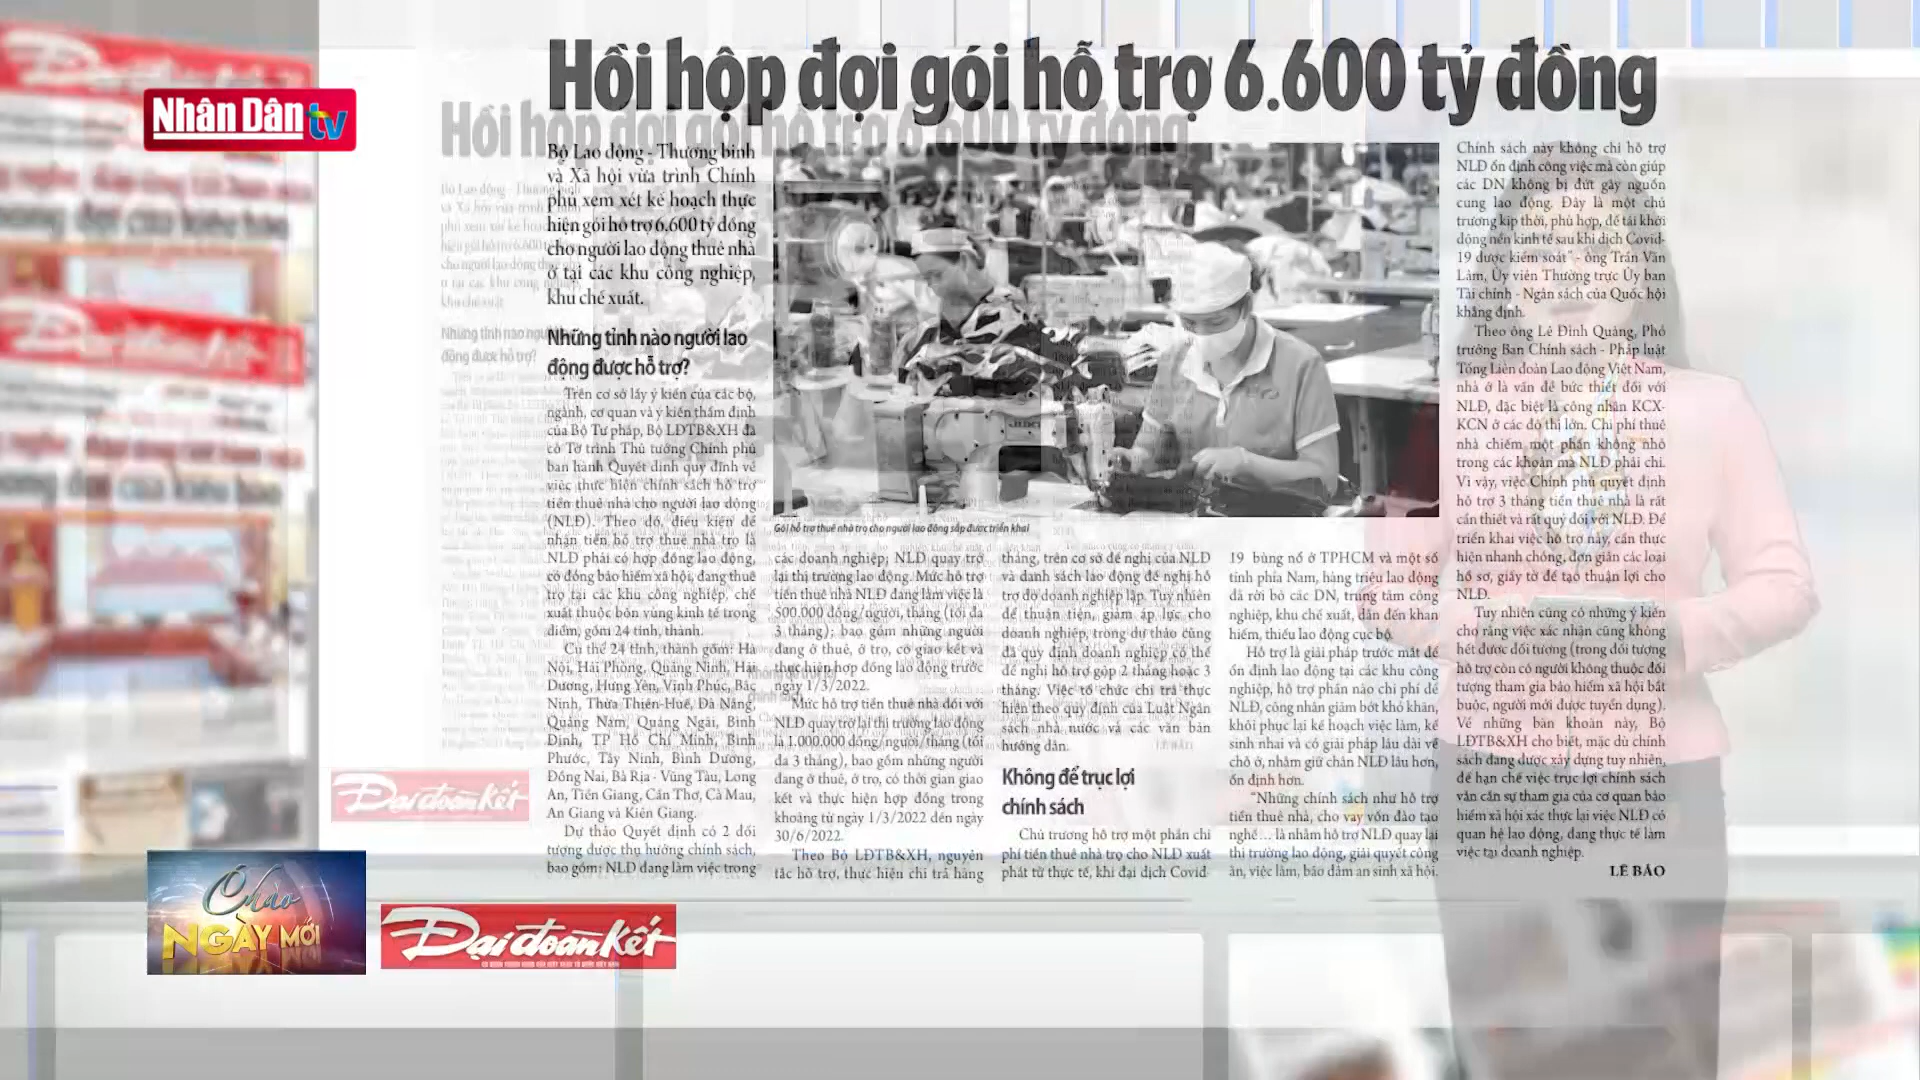 Nhân Dân tv
Hồi hộp đợi gói hỗ trợ 6.600 tỷ đồng
Bộ Lao động - Thương binh
và Xã hội vừa trình Chính
phủ xem xét kế hoạch thực
hiện gói hỗ trợ 6.600 tỷ đồng
cho người lao động thuê nhà
ở tại các khu công nghiệp,
khu chế xuất.
Những tỉnh nào người lao
động được hỗ trợ?
Trên cơ sở lấy ý kiến của các bộ,
ngành, cơ quan và ý kiến thẩm định
của Bộ Tư pháp, Bộ LĐTB&XH đã
có Tờ trình Thủ tướng Chính phủ
ban hành Quyết định quy định về
việc thực hiện chính sách hỗ trợ
tiền thuê nhà cho người lao động
(NLĐ). Theo đó, điều kiện để
nhận tiền hỗ trợ thuê nhà trọ là
NLĐ phải có hợp đồng lao động,
có đóng bảo hiểm xã hội, đang thuê
trọ tại các khu công nghiệp, chế
xuất thuộc bốn vùng kinh tế trọng
điểm, gồm 24 tỉnh, thành.
Cụ thể 24 tỉnh, thành gồm: Hà
Nội, Hải Phòng, Quảng Ninh, Hải
Dương, Hưng Yên, Vĩnh Phúc, Bắc
Ninh, Thừa Thiên-Huế, Đà Nẵng,
Quảng Nam, Quảng Ngãi, Bình
Định, TP Hồ Chí Minh, Bình
Phước, Tây Ninh, Bình Dương,
Đồng Nai, Bà Rịa - Vũng Tàu, Long
An, Tiền Giang, Cần Thơ, Cà Mau,
An Giang và Kiên Giang.
Dự thảo Quyết định có 2 đối
tượng được thụ hưởng chính sách,
bao gồm: NLĐ đang làm việc trong
Gói hỗ trợ thuê nhà trọ cho người lao động sắp được triển khai
các doanh nghiệp; NLĐ quay trở
lại thị trường lao động. Mức hỗ trợ
tiền thuê nhà NLĐ đang làm việc là
500.000 đồng/người, tháng (tối đa
3 tháng); bao gồm những người
đang ở thuê, ở trọ, cơ giao kết và
thực hiện hợp đồng lao động trước
ngày 1/3/2022.
Mức hỗ trợ tiền thuê nhà đối với
NLĐ quay trở lại thị trường lao động
là 1.000.000 đồng/người/tháng (tối
đa 3 tháng), bao gồm những người
đang ở thuê, ở trọ, có thời gian giao
kết và thực hiện hợp đồng trong
khoảng từ ngày 1/3/2022 đến ngày
30/6/2022.
Theo Bộ LĐTB&XH, nguyên
tắc hỗ trợ, thực hiện chi trả hàng
tháng, trên cơ sở đề nghị của NLĐ
và danh sách lao động đề nghị hỗ
trợ do doanh nghiệp lập. Tuy nhiên
để thuận tiện, giảm áp lực cho
doanh nghiệp, trong dự thảo cũng
đã quy định doanh nghiệp có thể
đề nghị hỗ trợ gộp 2 tháng hoặc 3
tháng. Việc tổ chức chi trả thực
hiện theo quy định của Luật Ngân
sách nhà nước và các văn bản
hướng dẫn.
Không để trục lợi
chính sách
Chủ trương hỗ trợ một phần chi
phí tiền thuê nhà trọ cho NLĐ xuất
phát từ thực tế, khi đại dịch Covid-
19 bùng nổ ở TPHCM và một số
tỉnh phía Nam, hàng triệu lao động
đã rời bỏ các DN, trung tâm công
nghiệp, khu chế xuất, dẫn đến khan
hiếm, thiếu lao động cục bộ.
Hỗ trợ là giải pháp trước mắt để
ổn định lao động tại các khu công
nghiệp, hỗ trợ phần nào chi phí để
NLĐ, công nhân giảm bớt khó khăn,
khôi phục lại kế hoạch việc làm, kế
sinh nhai và có giải pháp lâu dài về
chỗ ở, nhằm giữ chân NLĐ lâu hơn,
ổn định hơn.
“Những chính sách như hỗ trợ
tiền thuê nhà, cho vay vốn đào tạo
nghề… là nhằm hỗ trợ NLĐ quay lại
thị trường lao động, giải quyết công
ăn, việc làm, bảo đảm an sinh xã hội.
Chính sách này không chỉ hỗ trợ
NLĐ ổn định công việc mà còn giúp
các DN không bị đứt gãy nguồn
cung lao động. Đây là một chủ
trương kịp thời, phù hợp, để tái khởi
động nền kinh tế sau khi dịch Covid-
19 được kiểm soát” - ông Trần Văn
Lâm, Ủy viên Thường trực Ủy ban
Tài chính - Ngân sách của Quốc hội
khẳng định.
Theo ông Lê Đình Quảng, Phó
trưởng Ban Chính sách - Pháp luật
Tổng Liên đoàn Lao động Việt Nam,
nhà ở là vấn đề bức thiết đối với
NLĐ, đặc biệt là công nhân KCX-
KCN ở các đô thị lớn. Chi phí thuê
nhà chiếm một phần không nhỏ
trong các khoản mà NLĐ phải chi.
Vì vậy, việc Chính phủ quyết định
hỗ trợ 3 tháng tiền thuê nhà là rất
cần thiết và rất quý đối với NLĐ. Để
triển khai việc hỗ trợ này, cần thực
hiện nhanh chóng, đơn giản các loại
hồ sơ, giấy tờ để tạo thuận lợi cho
NLĐ.
Tuy nhiên cũng có những ý kiến
cho rằng việc xác nhận cũng không
hết được đối tượng (trong đối tượng
hỗ trợ còn có người không thuộc đối
tượng tham gia bảo hiểm xã hội bắt
buộc, người mới được tuyển dụng).
Về những băn khoăn này, Bộ
LĐTB&XH cho biết, mặc dù chính
sách đang được xây dựng tuy nhiên,
để hạn chế việc trục lợi chính sách
vẫn cần sự tham gia của cơ quan bảo
hiểm xã hội xác thực lại việc NLĐ có
quan hệ lao động, đang thực tế làm
việc tại doanh nghiệp.
LÊ BẢO
Đại đoàn kết
Chào
NGÀY MỚI
Đại đoàn kết